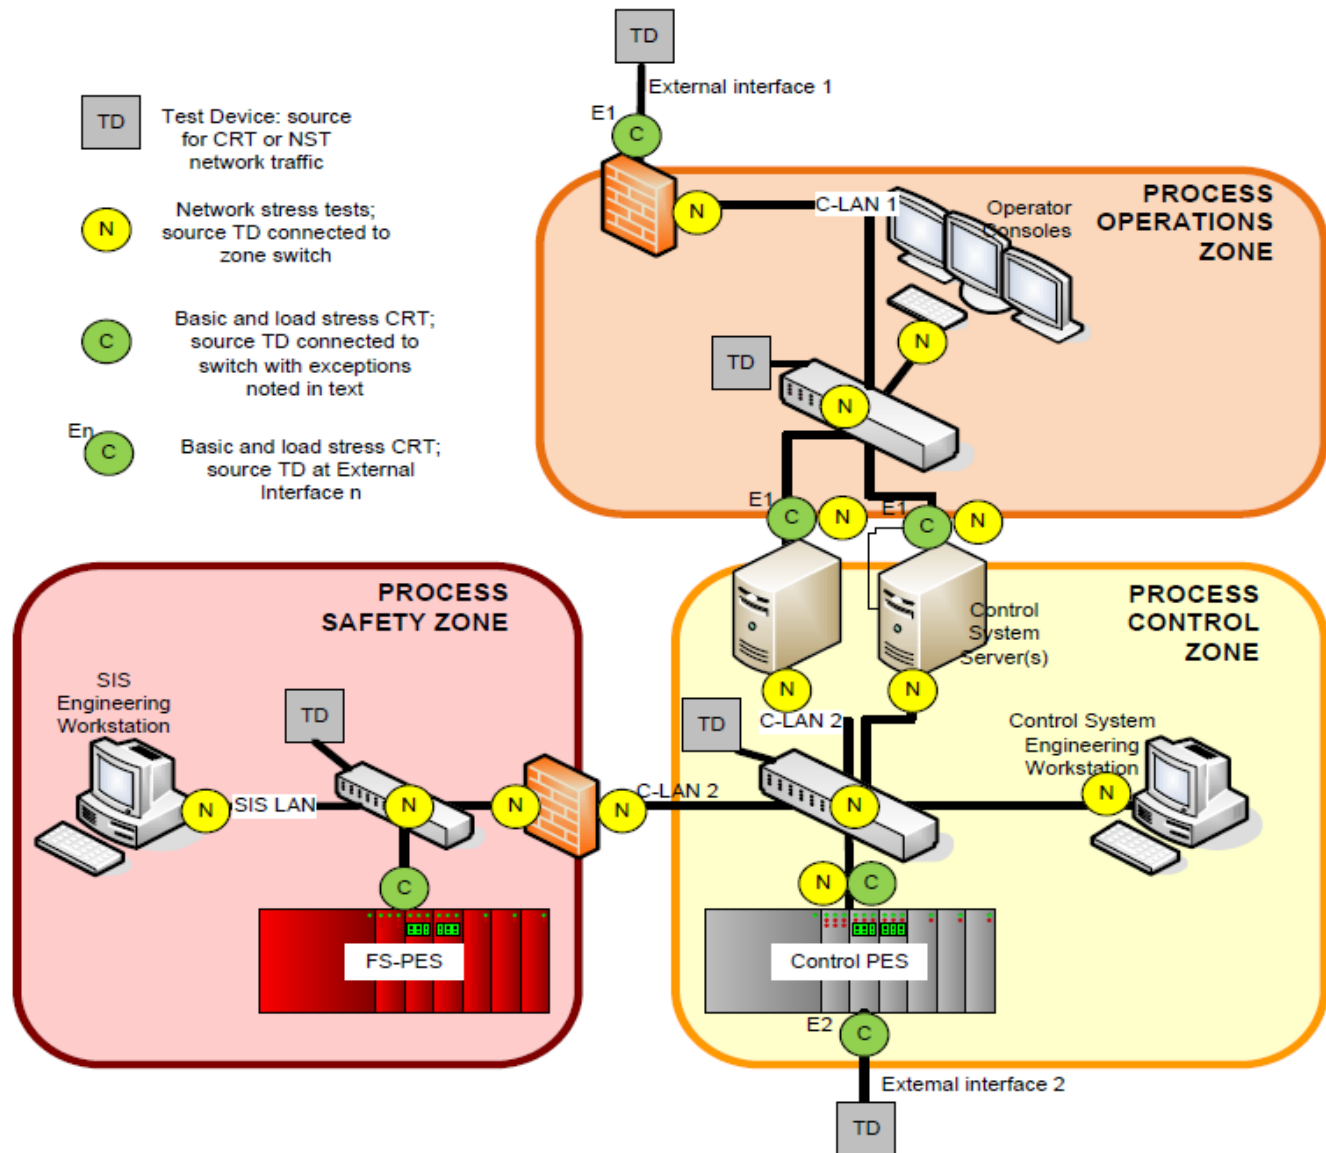 TD
External interface 1
E1
C
TD
Test Device: source
for CRT or NST
network traffic
N
Network stress tests;
source TD connected to
zone switch
C
Basic and load stress CRT;
source TD connected to
switch with exceptions
noted in text
En
C
Basic and load stress CRT;
source TD at External
Interface n
N
C-LAN 1
Operator
Consoles
PROCESS
OPERATIONS
ZONE
N
TD
N
E1
C
N
E1
C
N
PROCESS
SAFETY ZONE
PROCESS
CONTROL
ZONE
Control
System
Server(s)
N
N
SIS
Engineering
Workstation
TD
TD
C-LAN 2
Control System
Engineering
Workstation
N
SIS LAN
N
N
N
C-LAN 2
N
N
C
N
C
FS-PES
Control PES
E2
C
External interface 2
TD